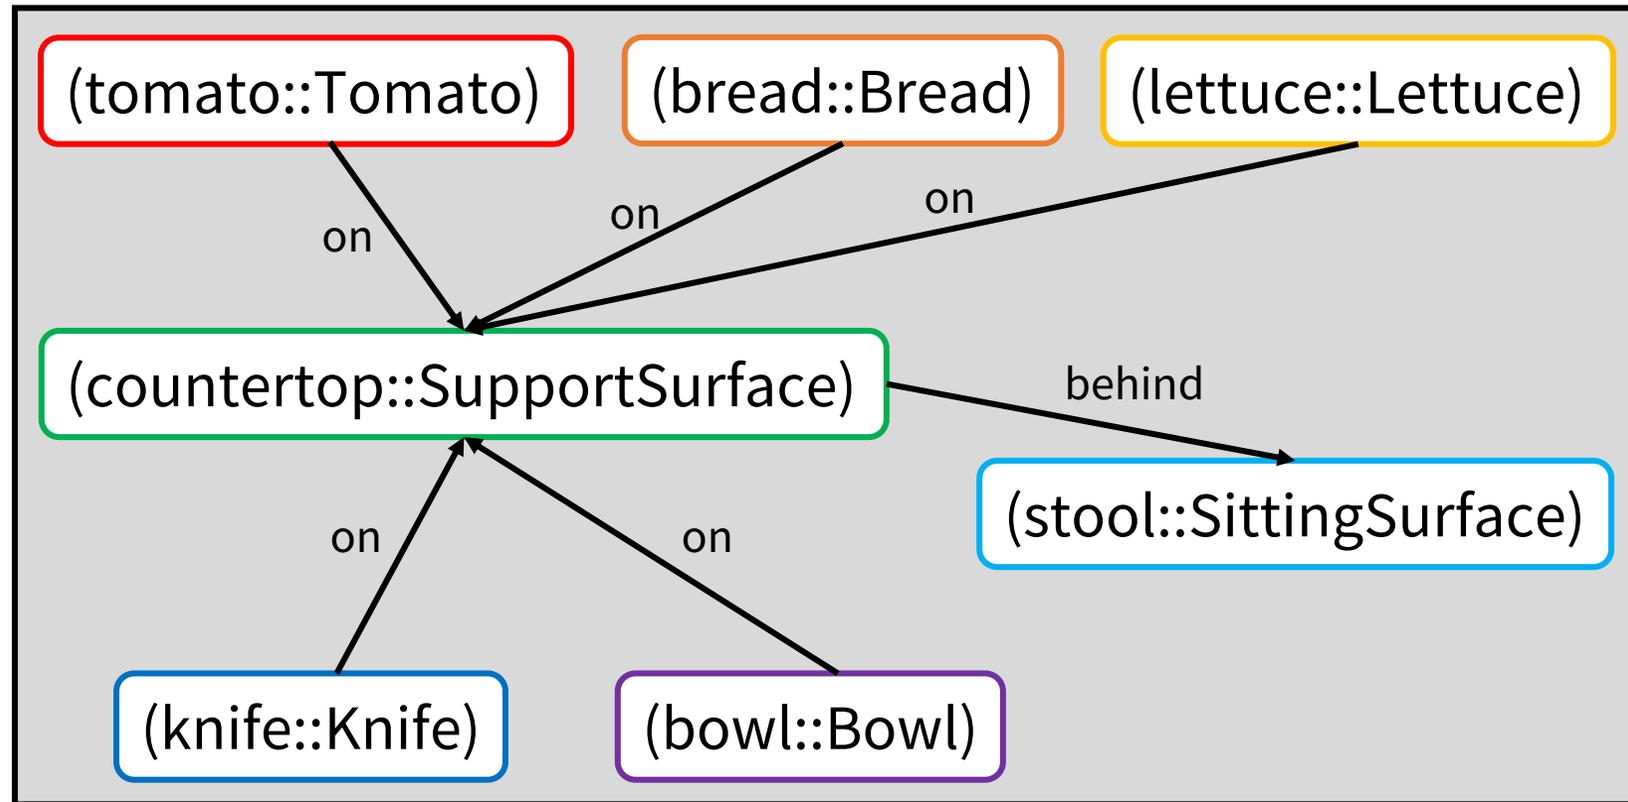 (tomato::Tomato)
(bread::Bread)
(lettuce::Lettuce)
on
on
on
(countertop::SupportSurface)
behind
(stool::SittingSurface)
on
on
(knife::Knife)
(bowl::Bowl)